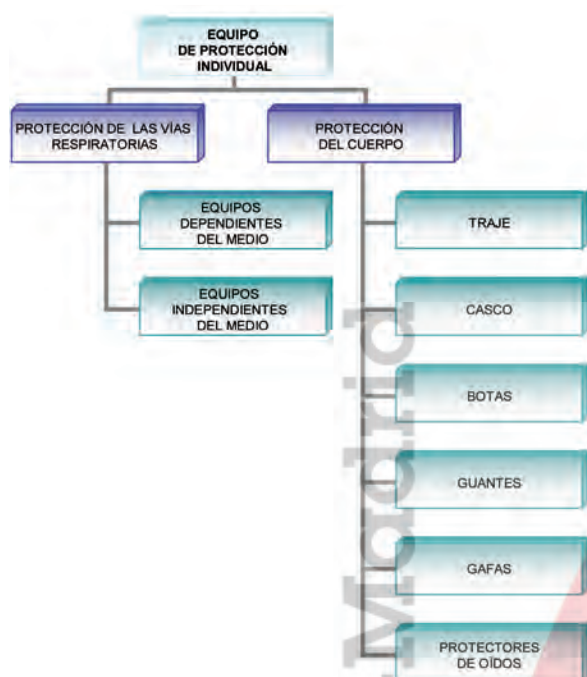 EQUIPO
DE PROTECCIÓN
INDIVIDUAL
PROTECCIÓN DE LAS VÍAS
RESPIRATORIAS
PROTECCIÓN
DEL CUERPO
EQUIPOS
DEPENDIENTES
DEL MEDIO
EQUIPOS
INDEPENDIENTES
DEL MEDIO
TRAJE
CASCO
BOTAS
GUANTES
GAFAS
PROTECTORES
DE OÍDOS
Madrid